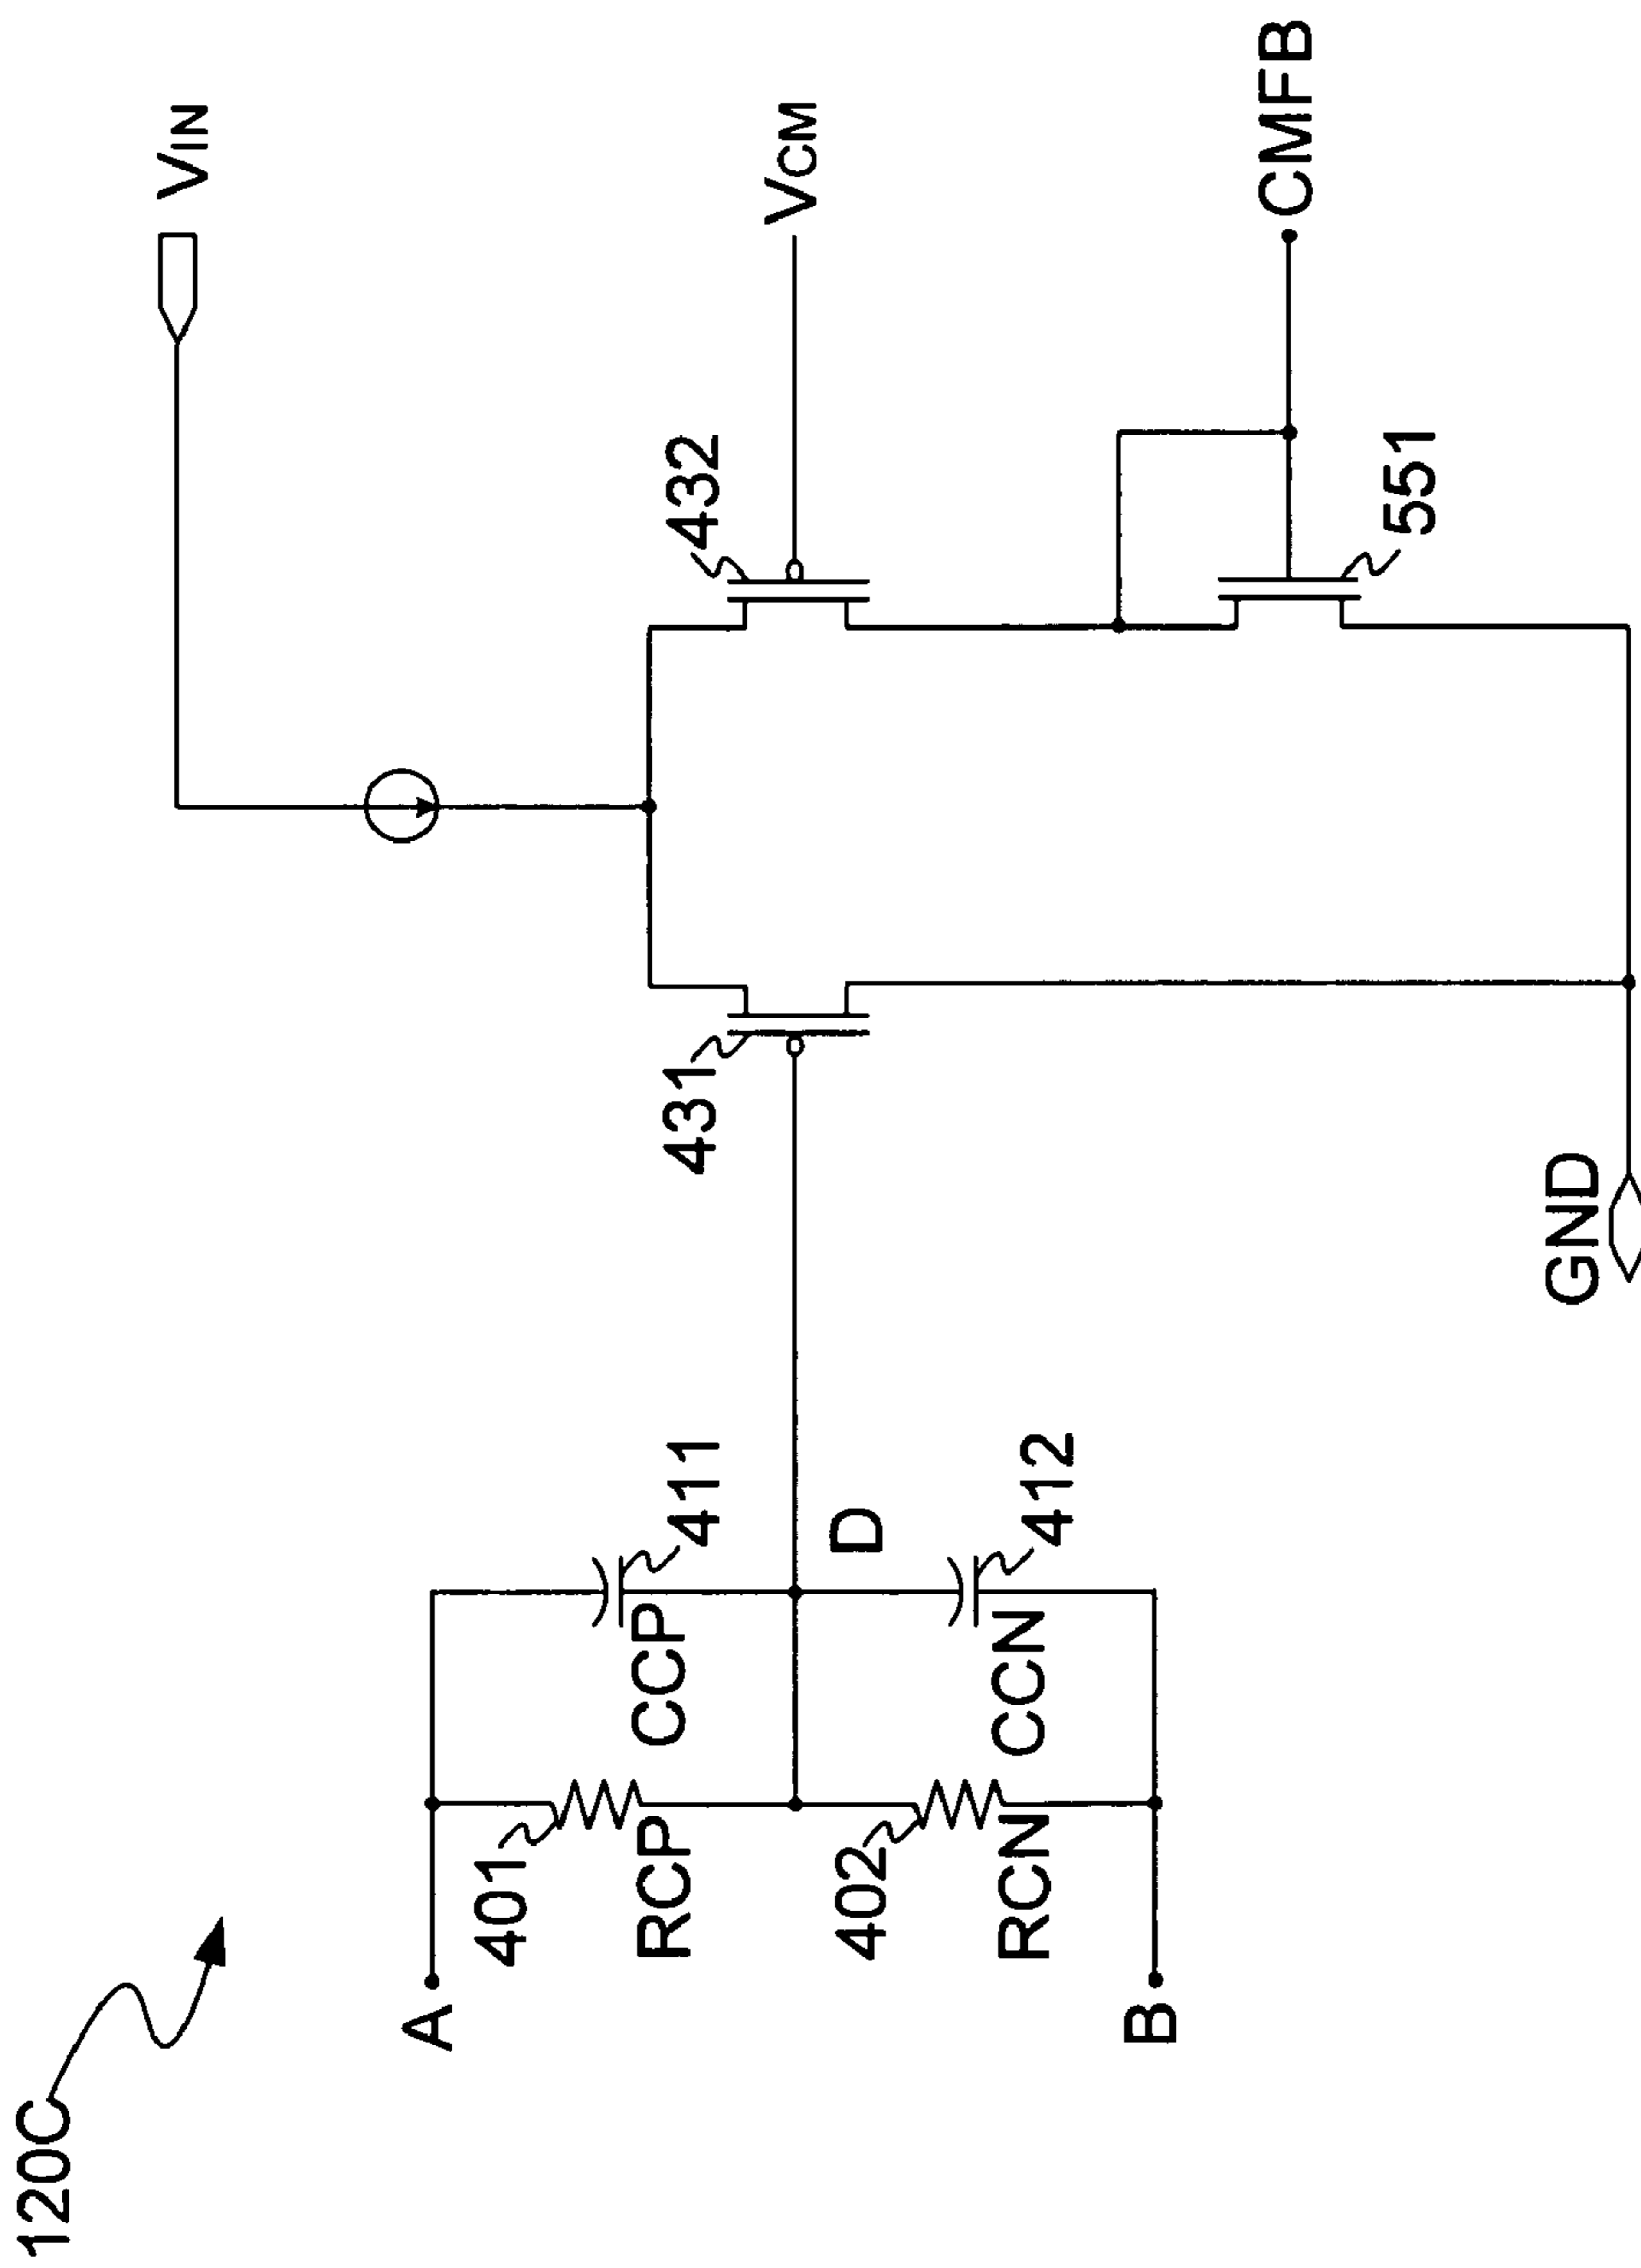 120C
A
B
401
RCP
402
RCN
CCP
411
CCN
412
D
431
432
VIN
VCM
CMFB
551
GND